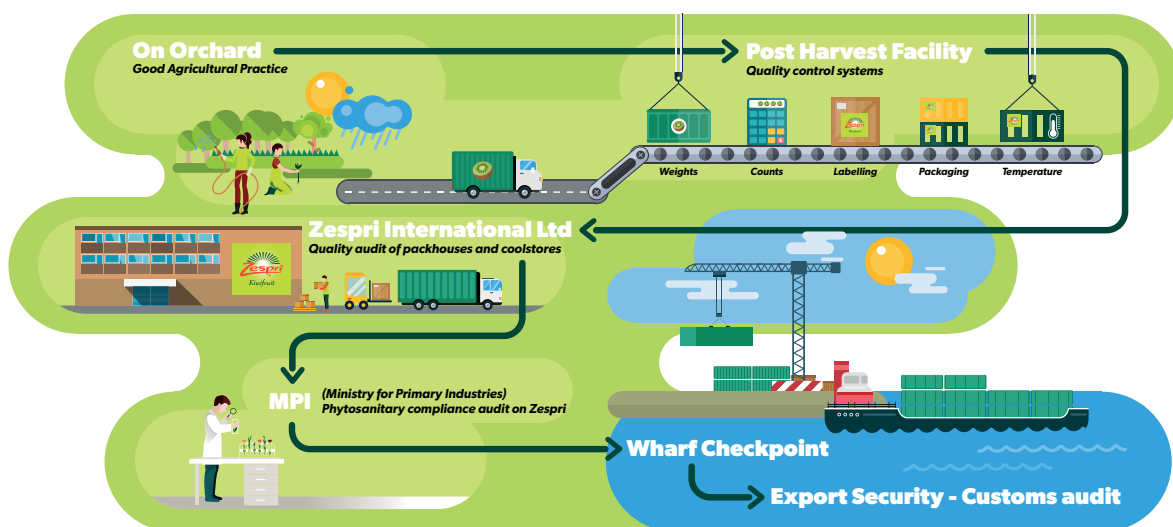 On Orchard
Good Agricultural Practice
Post Harvest Facility
Quality control systems
Zespri
Kiwifruit
Weights
Counts
Labelling
Packaging
Temperature
Zespri International Ltd
Quality audit of packhouses and coolstores
Zespri
Kiwifruit
MPI
(Ministry for Primary Industries)
Phytosanitary compliance audit on Zespri
Wharf Checkpoint
Export Security - Customs audit